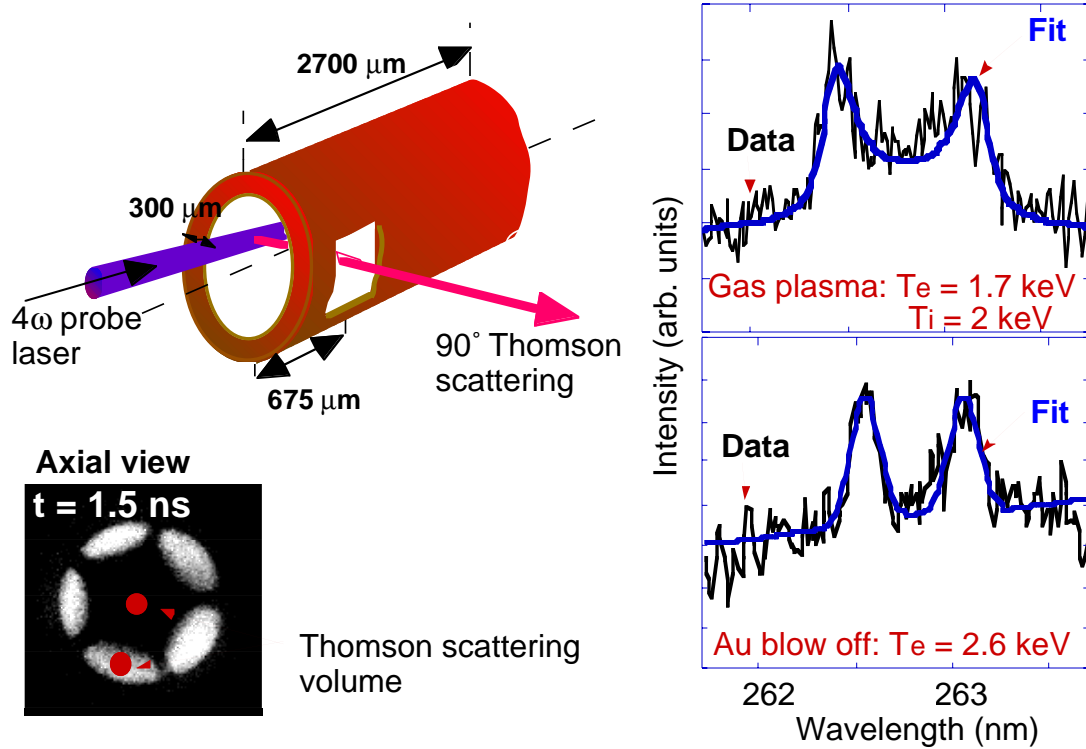 2700 μm
300 μm
4ω probe
laser
90° Thomson
scattering
675 μm
Axial view
t = 1.5 ns
Thomson scattering
volume
Fit
Data
Gas plasma: Te = 1.7 keV
Ti = 2 keV
Intensity (arb. units)
Fit
Data
Au blow off: Te = 2.6 keV
262 263
Wavelength (nm)